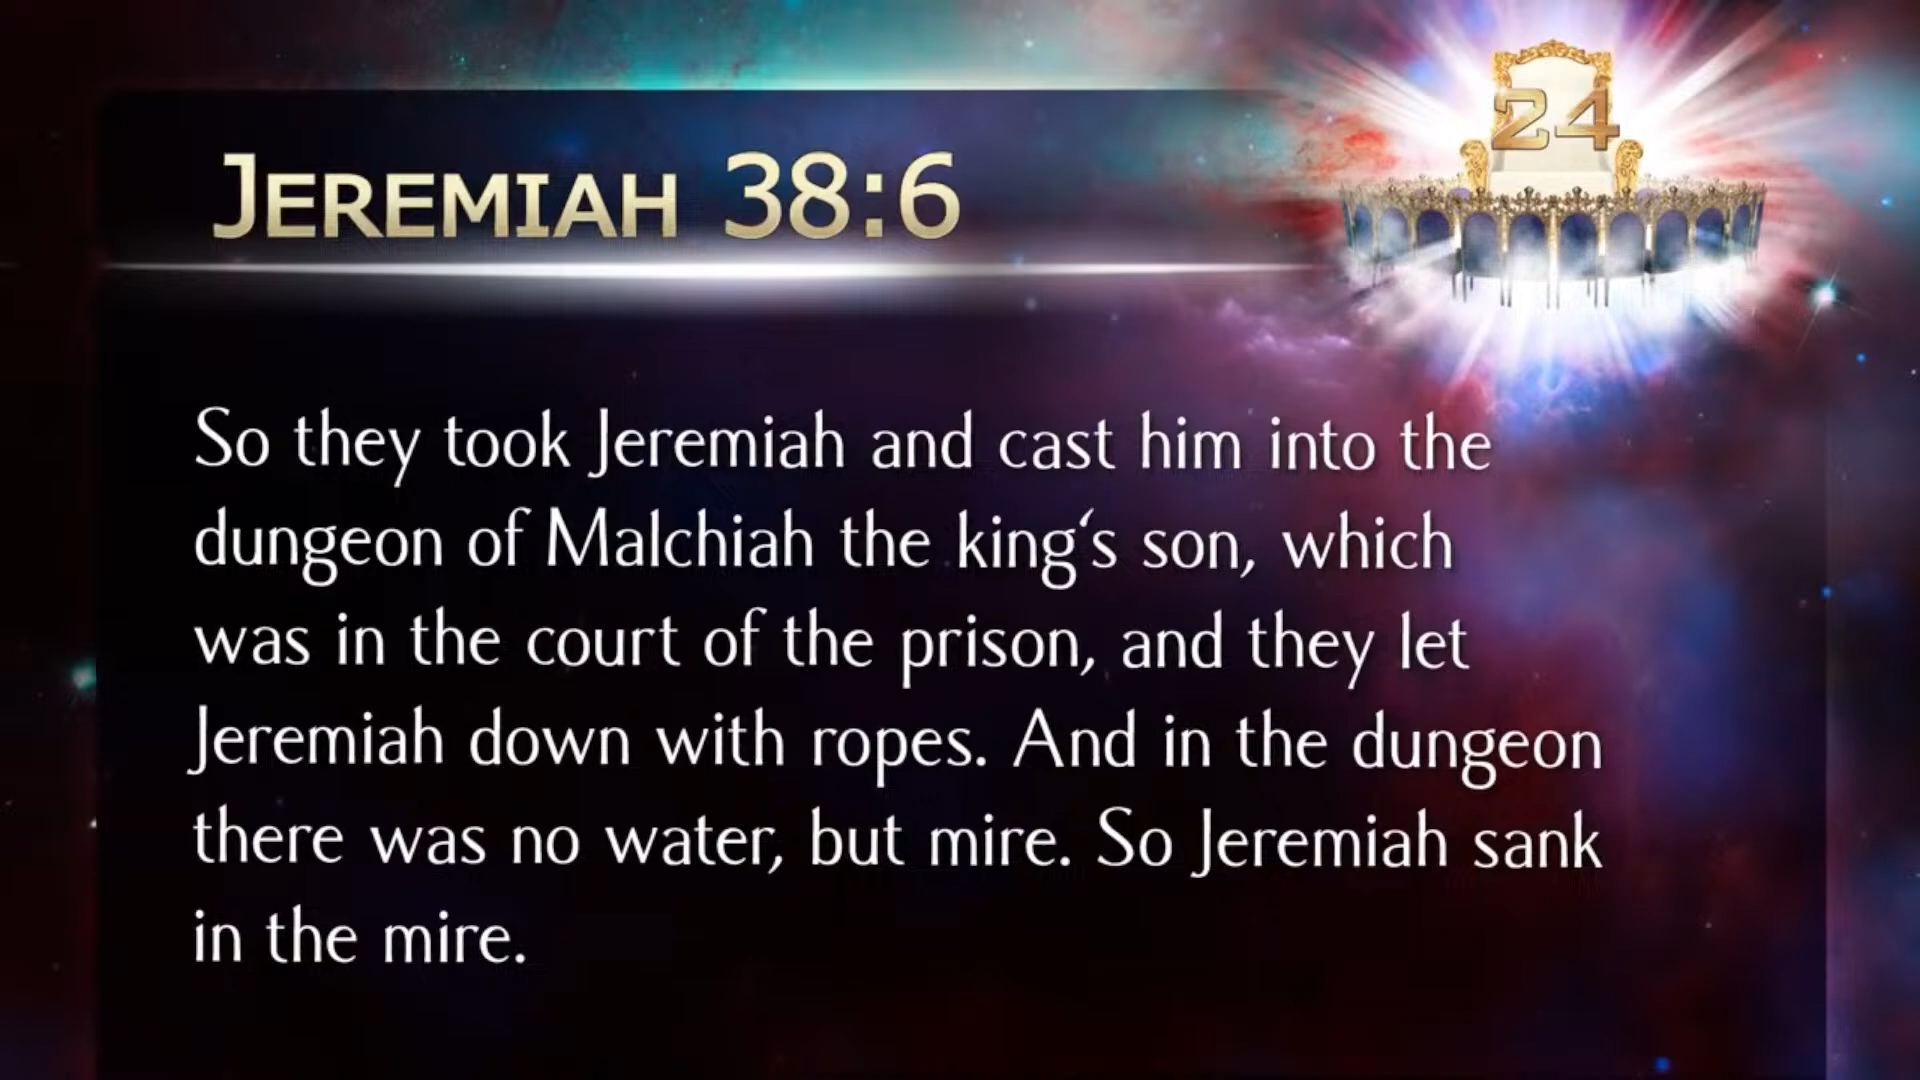 24
JEREMIAH 38:6
So they took Jeremiah and cast him into the
dungeon of Malchiah the king‘s son, which
was in the court of the prison, and they let
Jeremiah down with ropes. And in the dungeon
there was no water, but mire. So Jeremiah sank
in the mire.